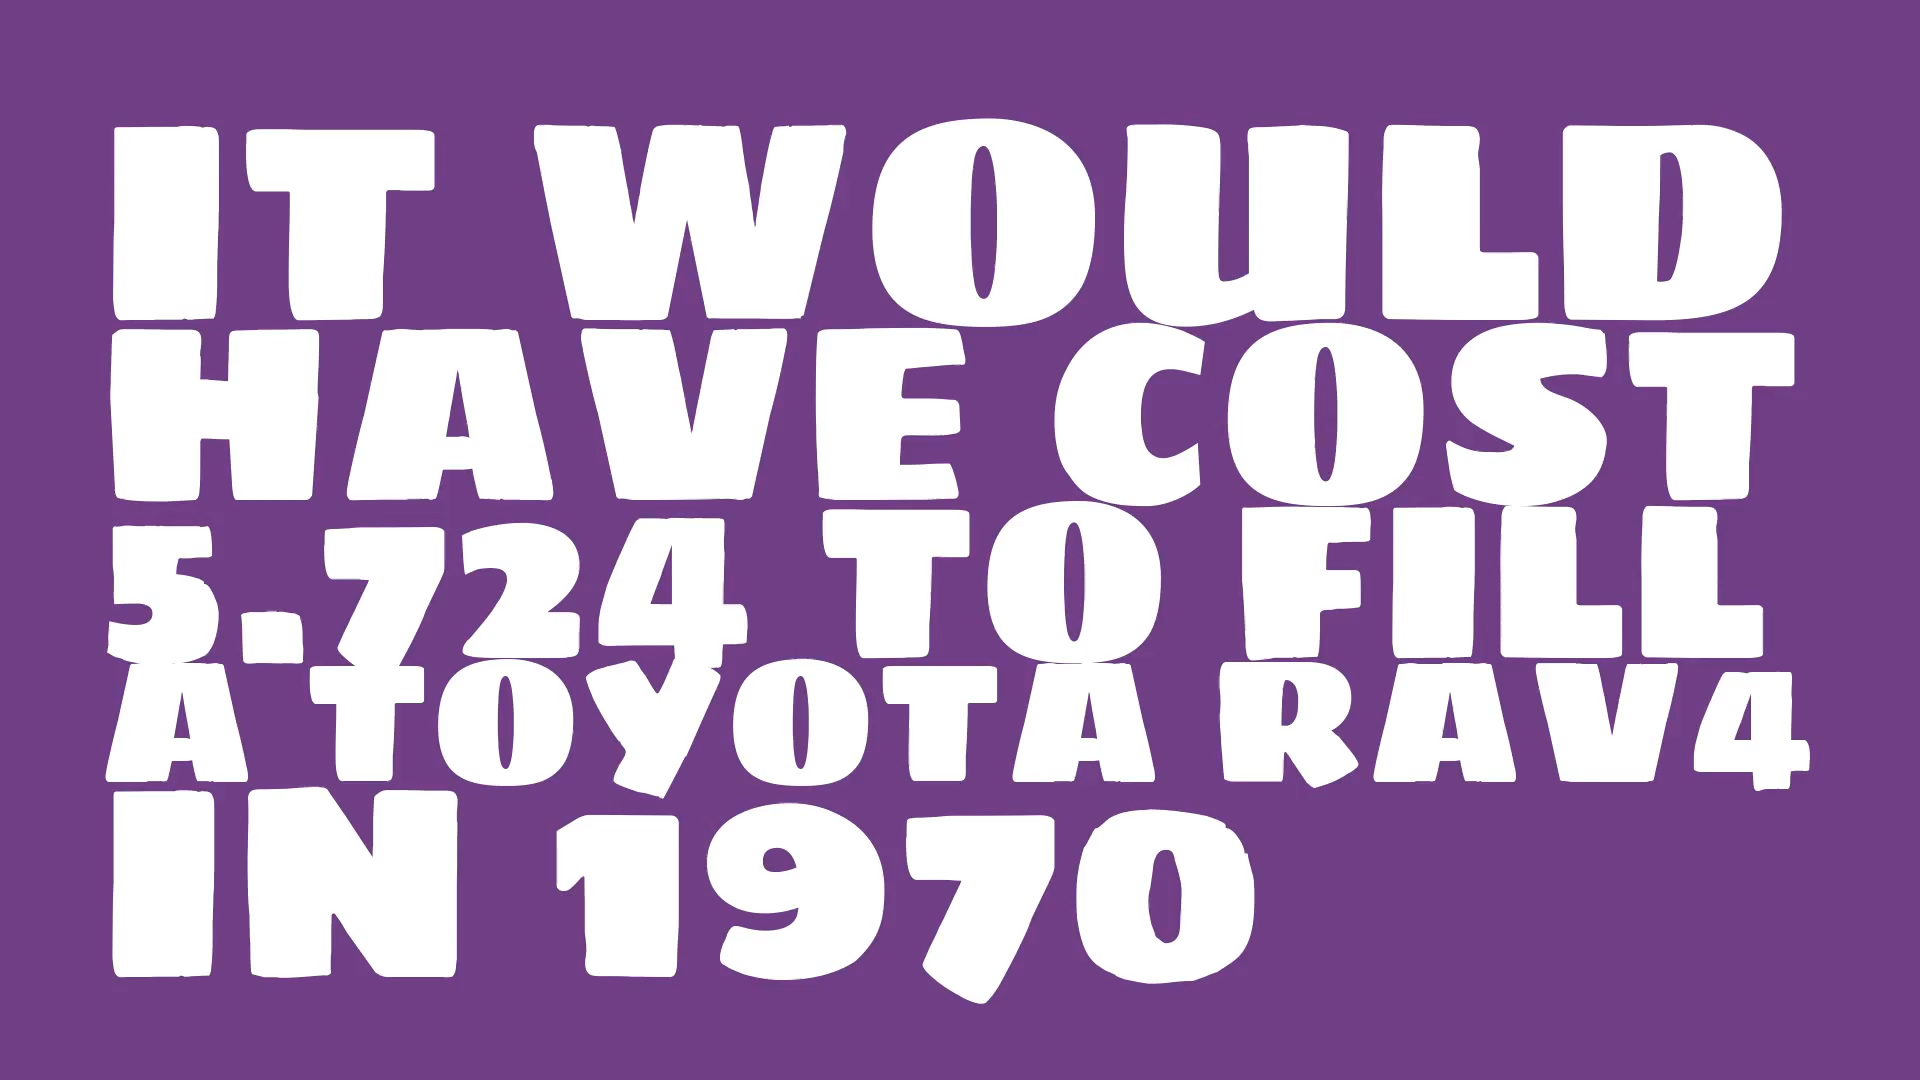 IT WOULD
HAVE COST
5.724 TO FILL
A TOYOTA RAV4
IN 1970